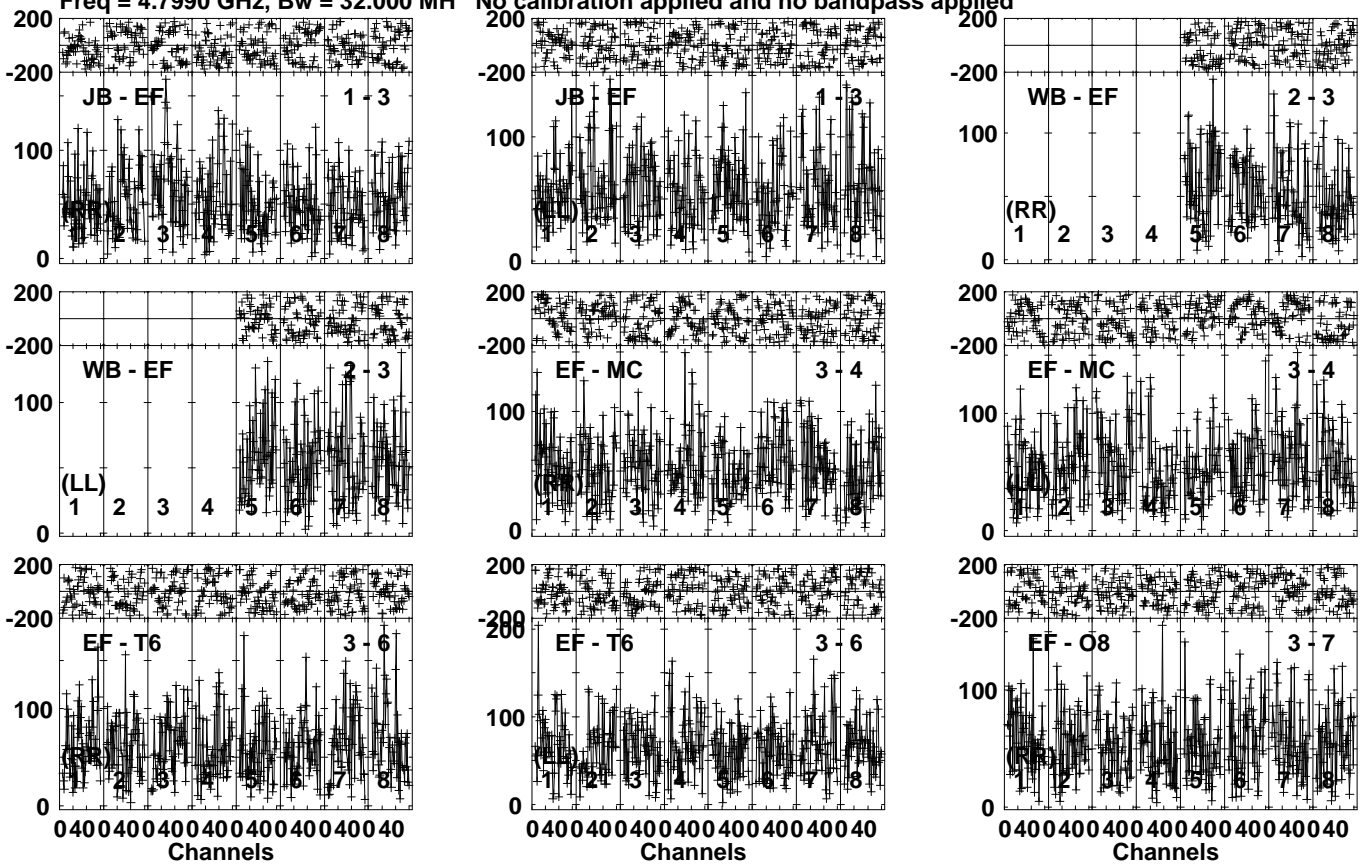 Freq = 4.7990 GHz, Bw = 32.000 MH No calibration applied and no bandpass applied
200
-200
JB - EF 1 - 3
100
(RR)
1 2 3 4 5 6 7 8
0
200
-200
JB - EF 1 - 3
100
(LL)
1 2 3 4 5 6 7 8
0
200
-200
WB - EF 2 - 3
100
(RR)
1 2 3 4 5 6 7 8
0
200
-200
WB - EF 2 - 3
100
(LL)
1 2 3 4 5 6 7 8
0
200
-200
EF - MC 3 - 4
100
(RR)
1 2 3 4 5 6 7 8
0
200
-200
EF - MC 3 - 4
100
(LL)
1 2 3 4 5 6 7 8
0
200
-200
EF - T6 3 - 6
100
(RR)
1 2 3 4 5 6 7 8
0
0 40 0 40 0 40 0 40 0 40 0 40 0 40 0 40
Channels
200
-200
200
EF - T6 3 - 6
100
(LL)
1 2 3 4 5 6 7 8
0
0 40 0 40 0 40 0 40 0 40 0 40 0 40 0 40
Channels
200
-200
EF - O8 3 - 7
100
(RR)
1 2 3 4 5 6 7 8
0
0 40 0 40 0 40 0 40 0 40 0 40 0 40 0 40
Channels